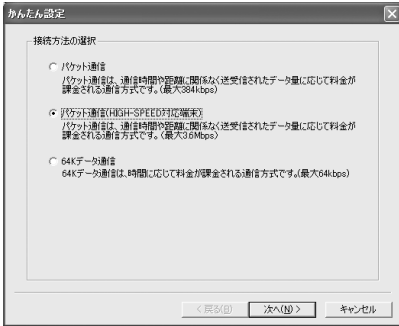 かんたん設定
接続方法の選択
パケット通信
パケット通信は、通信時間や距離に関係なく送受信されたデータ量に応じて料金が
課金される通信方式です。(最大384kbps)
パケット通信(HIGH-SPEED対応端末)
パケット通信は、通信時間や距離に関係なく送受信されたデータ量に応じて料金が
課金される通信方式です。(最大3.6Mbps)
64Kデータ通信
64Kデータ通信は、時間に応じて料金が課金される通信方式です。(最大64kbps)
< 戻る(B)
次へ(N) >
キャンセル